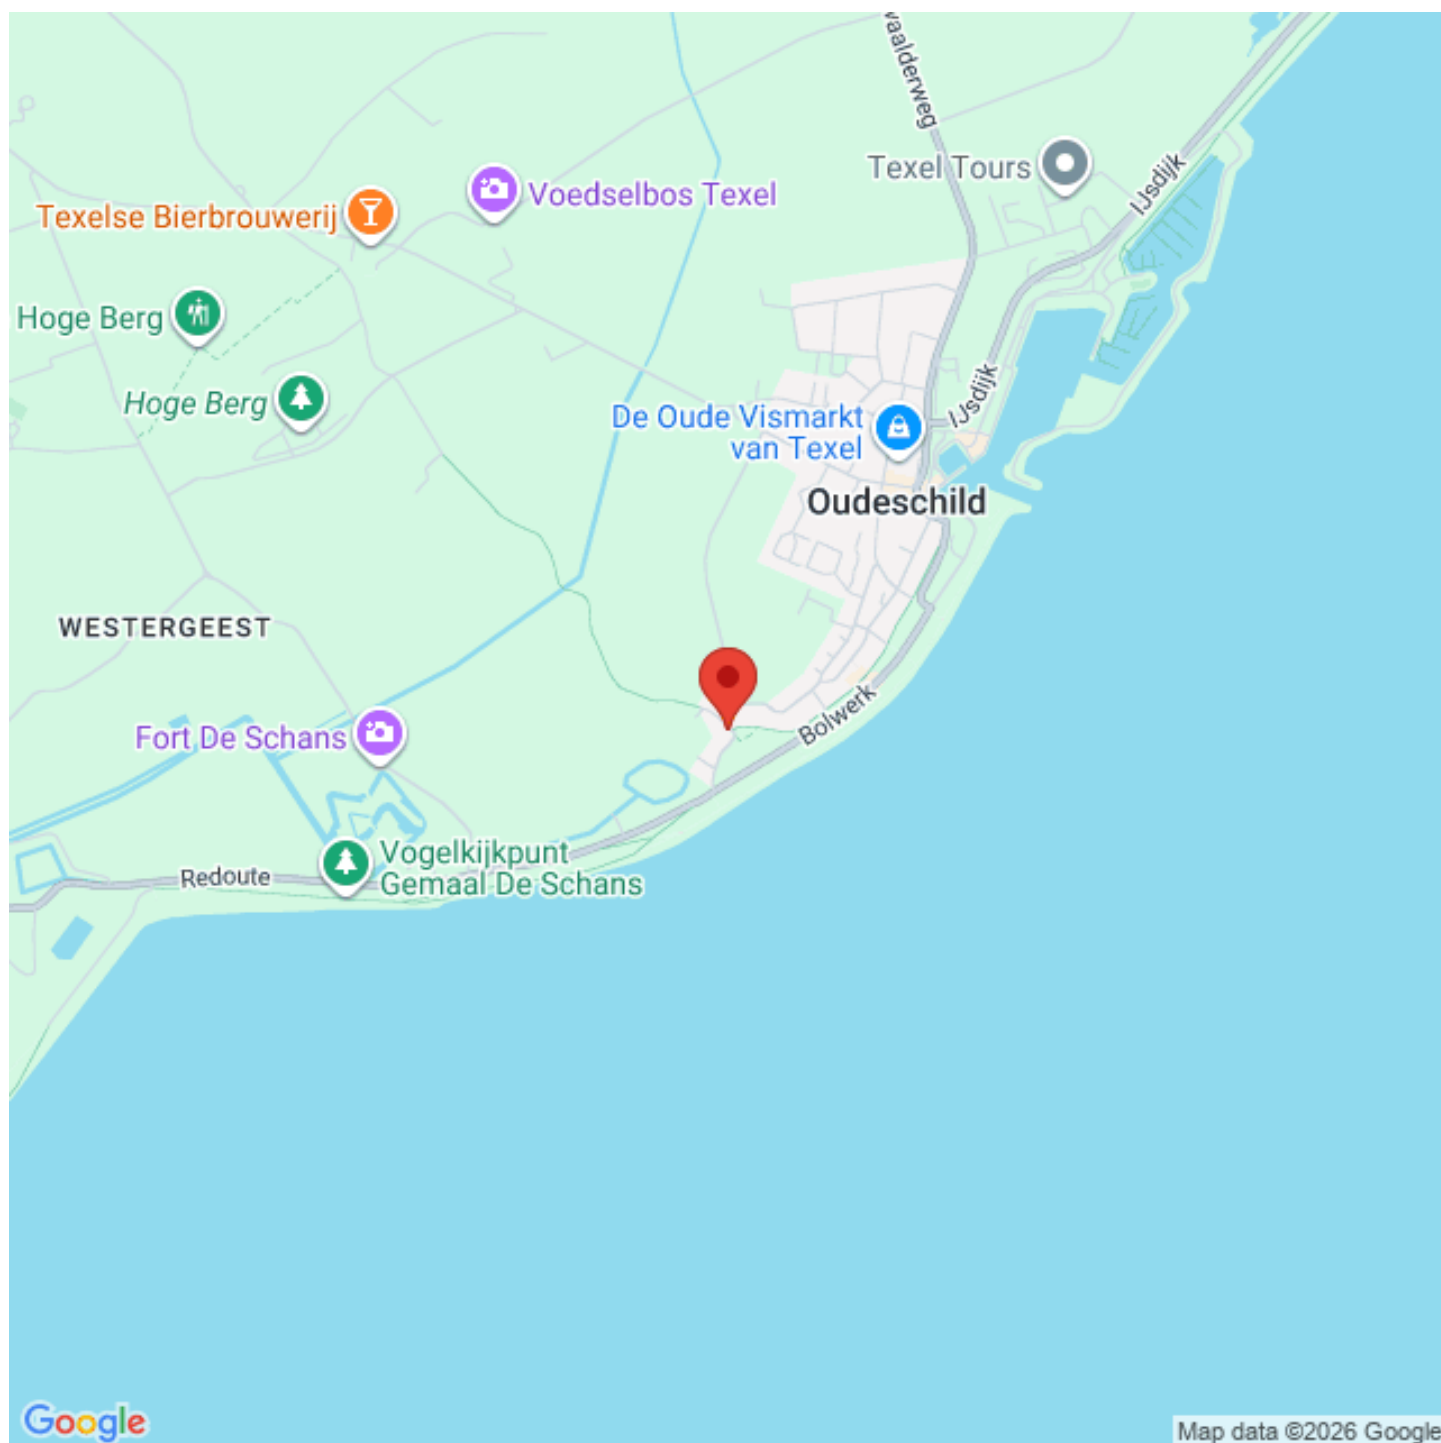 waalderweg
Texel Tours
IJsdijk
Voedselbos Texel
Texelse Bierbrouwerij
Hoge Berg
Hoge Berg
IJsdijk
De Oude Vismarkt
van Texel
Oudeschild
WESTERGEEST
Bolwerk
Fort De Schans
Vogelkijkpunt
Gemaal De Schans
Redoute
Google
Map data ©2026 Google